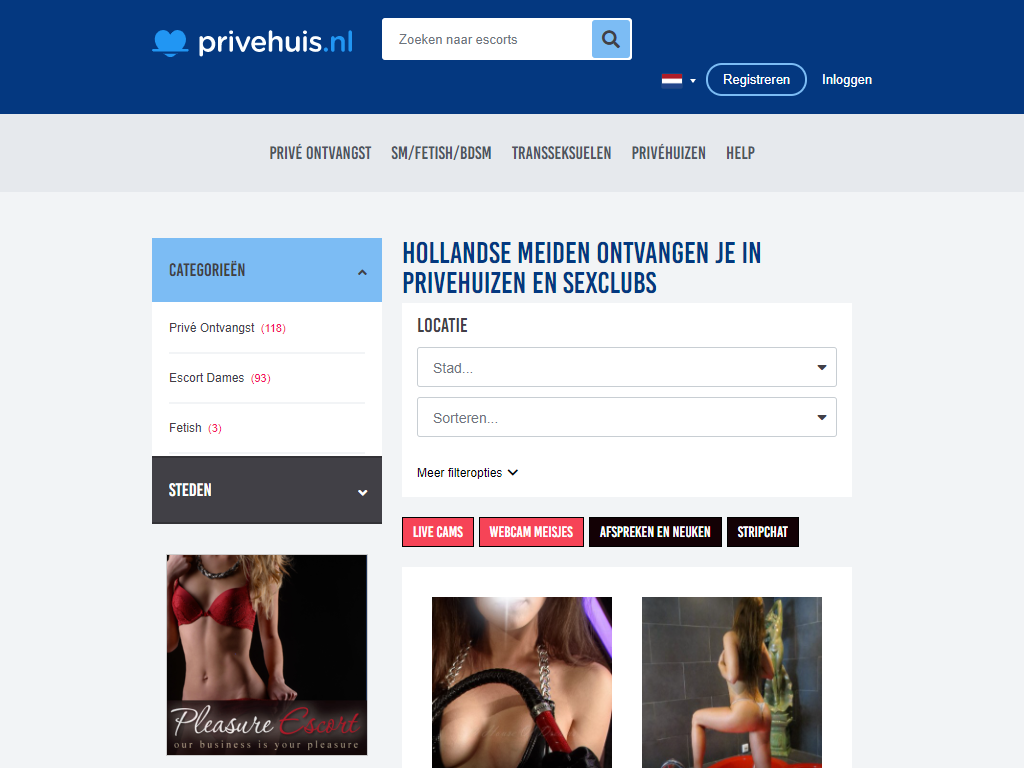 privehuis.nl
Zoeken naar escorts
Registreren
Inloggen
PRIVÉ ONTVANGST
SM/FETISH/BDSM
TRANSSEKSUELEN
PRIVÉHUIZEN
HELP
CATEGORIEËN
Privé Ontvangst (118)
Escort Dames (93)
Fetish (3)
STEDEN
Pleasure Escort
our business is your pleasure
HOLLANDSE MEIDEN ONTVANGEN JE IN
PRIVEHUIZEN EN SEXCLUBS
LOCATIE
Stad...
Sorteren...
Meer filteropties
LIVE CAMS
WEBCAM MEISJES
AFSPREKEN EN NEUKEN
STRIPCHAT